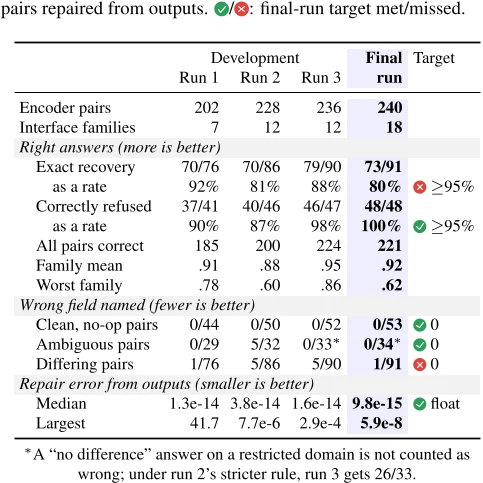 pairs repaired from outputs. ✓/✗: final-run target met/missed.
Development Final Target
Run 1 Run 2 Run 3 run
Encoder pairs 202 228 236 240
Interface families 7 12 12 18
Right answers (more is better)
Exact recovery 70/76 70/86 79/90 73/91
as a rate 92% 81% 88% 80% ✗ ≥95%
Correctly refused 37/41 40/46 46/47 48/48
as a rate 90% 87% 98% 100% ✓ ≥95%
All pairs correct 185 200 224 221
Family mean .91 .88 .95 .92
Worst family .78 .60 .86 .62
Wrong field named (fewer is better)
Clean, no-op pairs 0/44 0/50 0/52 0/53 ✓ 0
Ambiguous pairs 0/29 5/32 0/33* 0/34* ✓ 0
Differing pairs 1/76 5/86 5/90 1/91 ✗ 0
Repair error from outputs (smaller is better)
Median 1.3e-14 3.8e-14 1.6e-14 9.8e-15 ✓ float
Largest 41.7 7.7e-6 2.9e-4 5.9e-8
*A “no difference” answer on a restricted domain is not counted as
wrong; under run 2’s stricter rule, run 3 gets 26/33.